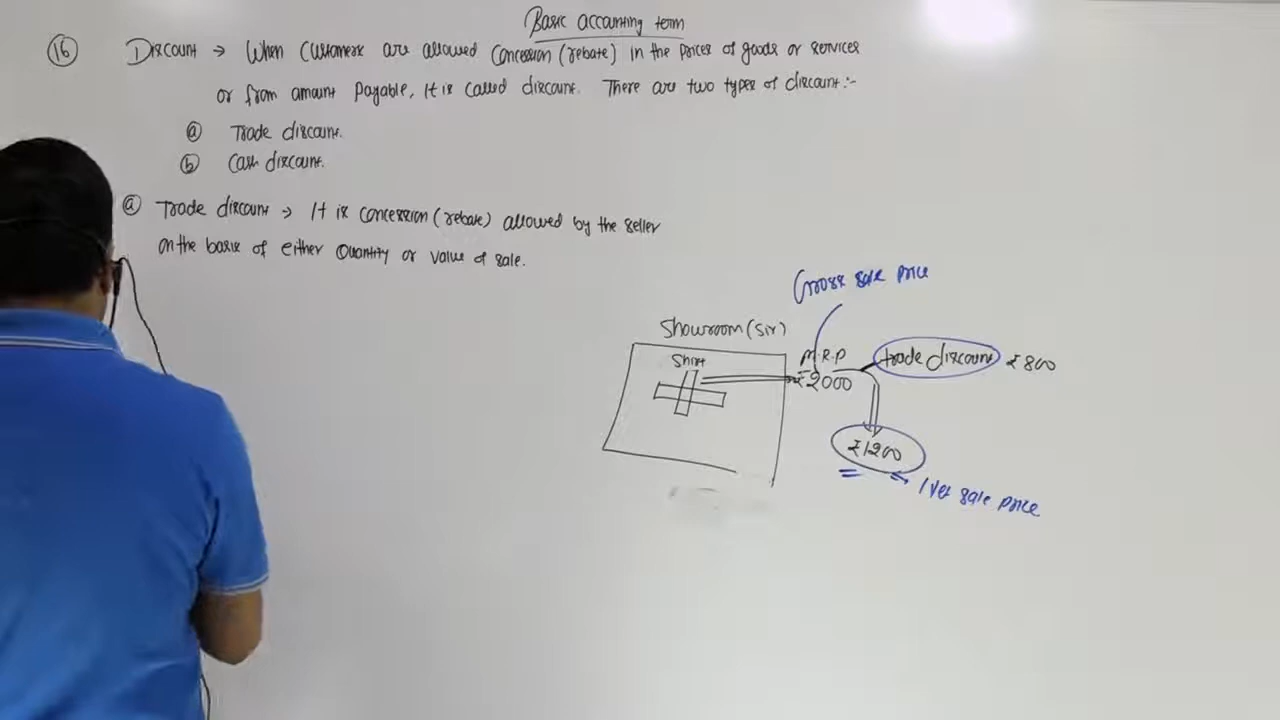 Basic accounting term
16 Discount → When customers are allowed concession (rebate) in the prices of goods or services
or from amount payable, It is called discount. There are two types of discount:-
a Trade discount.
b Cash discount.
a Trade discount → It is concession (rebate) allowed by the seller
on the basis of either Quantity or value of sale.
Gross sale price
Showroom (Sir)
Shirt
M.R.P
₹2000
trade discount ₹800
₹1200
Net sale price